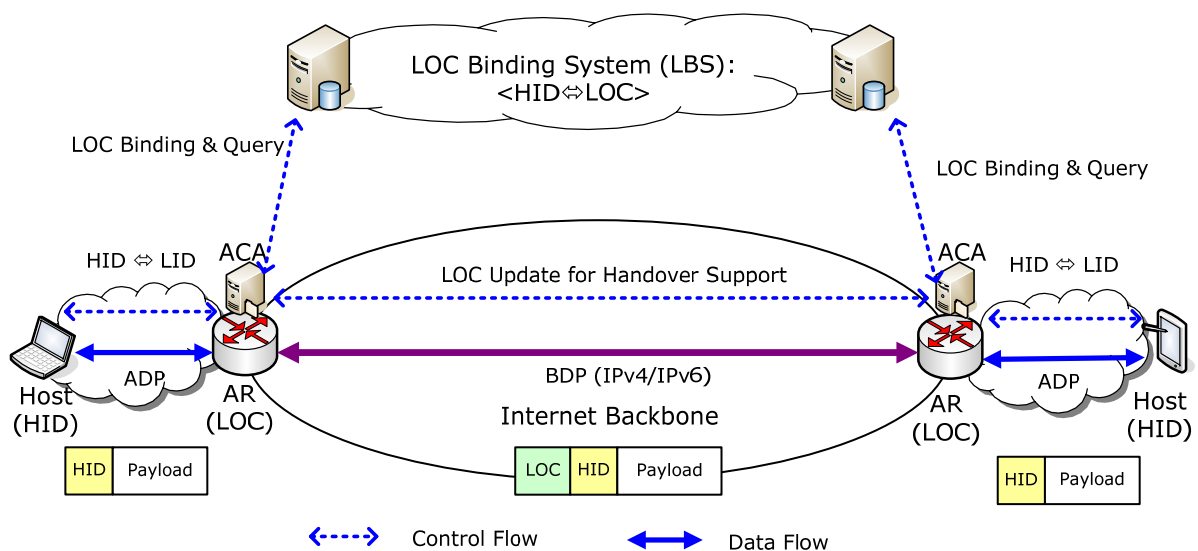 LOC Binding System (LBS):
<HID⇔LOC>
LOC Binding & Query
LOC Binding & Query
ACA
ACA
HID ⇔ LID
HID ⇔ LID
LOC Update for Handover Support
ADP
BDP (IPv4/IPv6)
ADP
Host
(HID)
AR
(LOC)
Internet Backbone
AR
(LOC)
Host
(HID)
HID Payload
LOC HID Payload
HID Payload
Control Flow
Data Flow